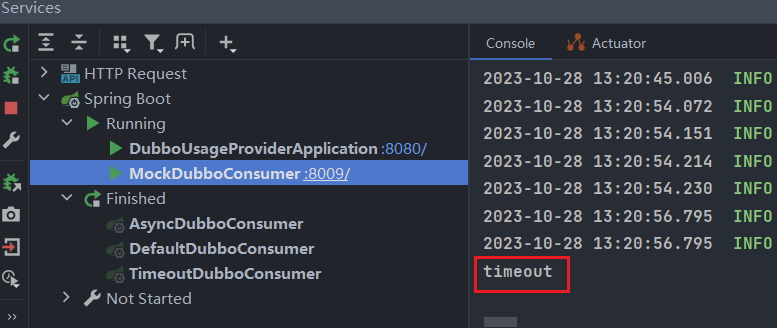 Services
HTTP Request
API
Spring Boot
Running
DubboUsageProviderApplication :8080/
MockDubboConsumer :8009/
Finished
AsyncDubboConsumer
DefaultDubboConsumer
TimeoutDubboConsumer
Not Started
Console Actuator
2023-10-28 13:20:45.006 INFO
2023-10-28 13:20:54.072 INFO
2023-10-28 13:20:54.151 INFO
2023-10-28 13:20:54.214 INFO
2023-10-28 13:20:54.230 INFO
2023-10-28 13:20:56.795 INFO
2023-10-28 13:20:56.795 INFO
timeout